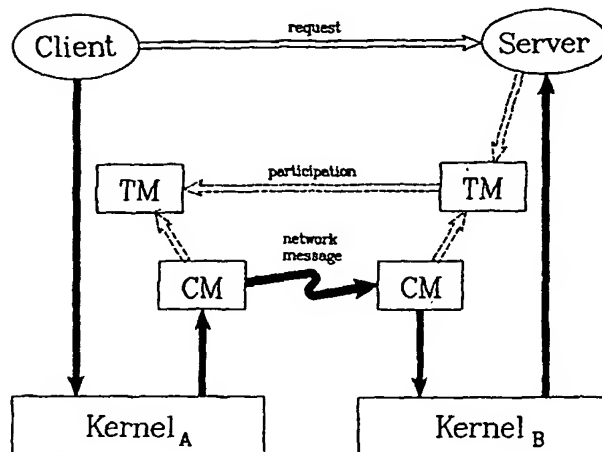 request
Client
Server
participation
TM
TM
network
message
CM
CM
Kernel A
Kernel B